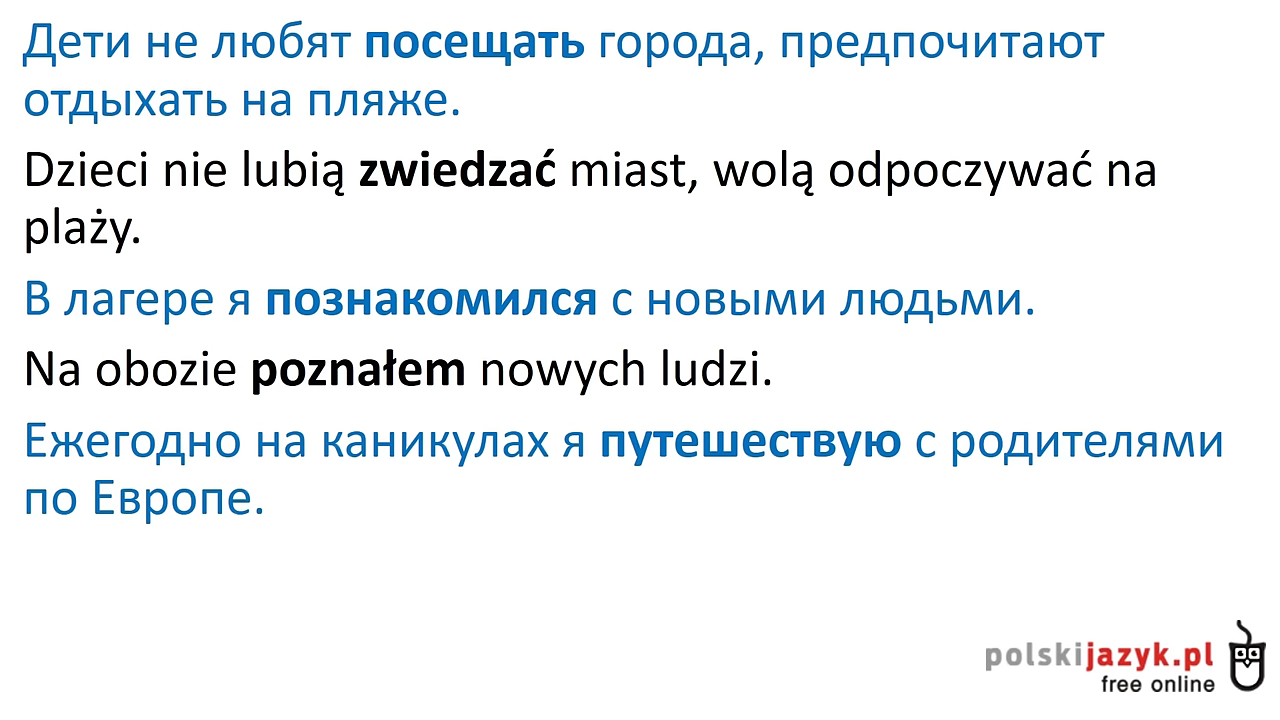 Дети не любят посещать города, предпочитают
отдыхать на пляже.
Dzieci nie lubią zwiedzać miast, wolą odpoczywać na
plaży.
В лагере я познакомился с новыми людьми.
Na obozie poznałem nowych ludzi.
Ежегодно на каникулах я путешествую с родителями
по Европе.
polskijazyk.pl
free online